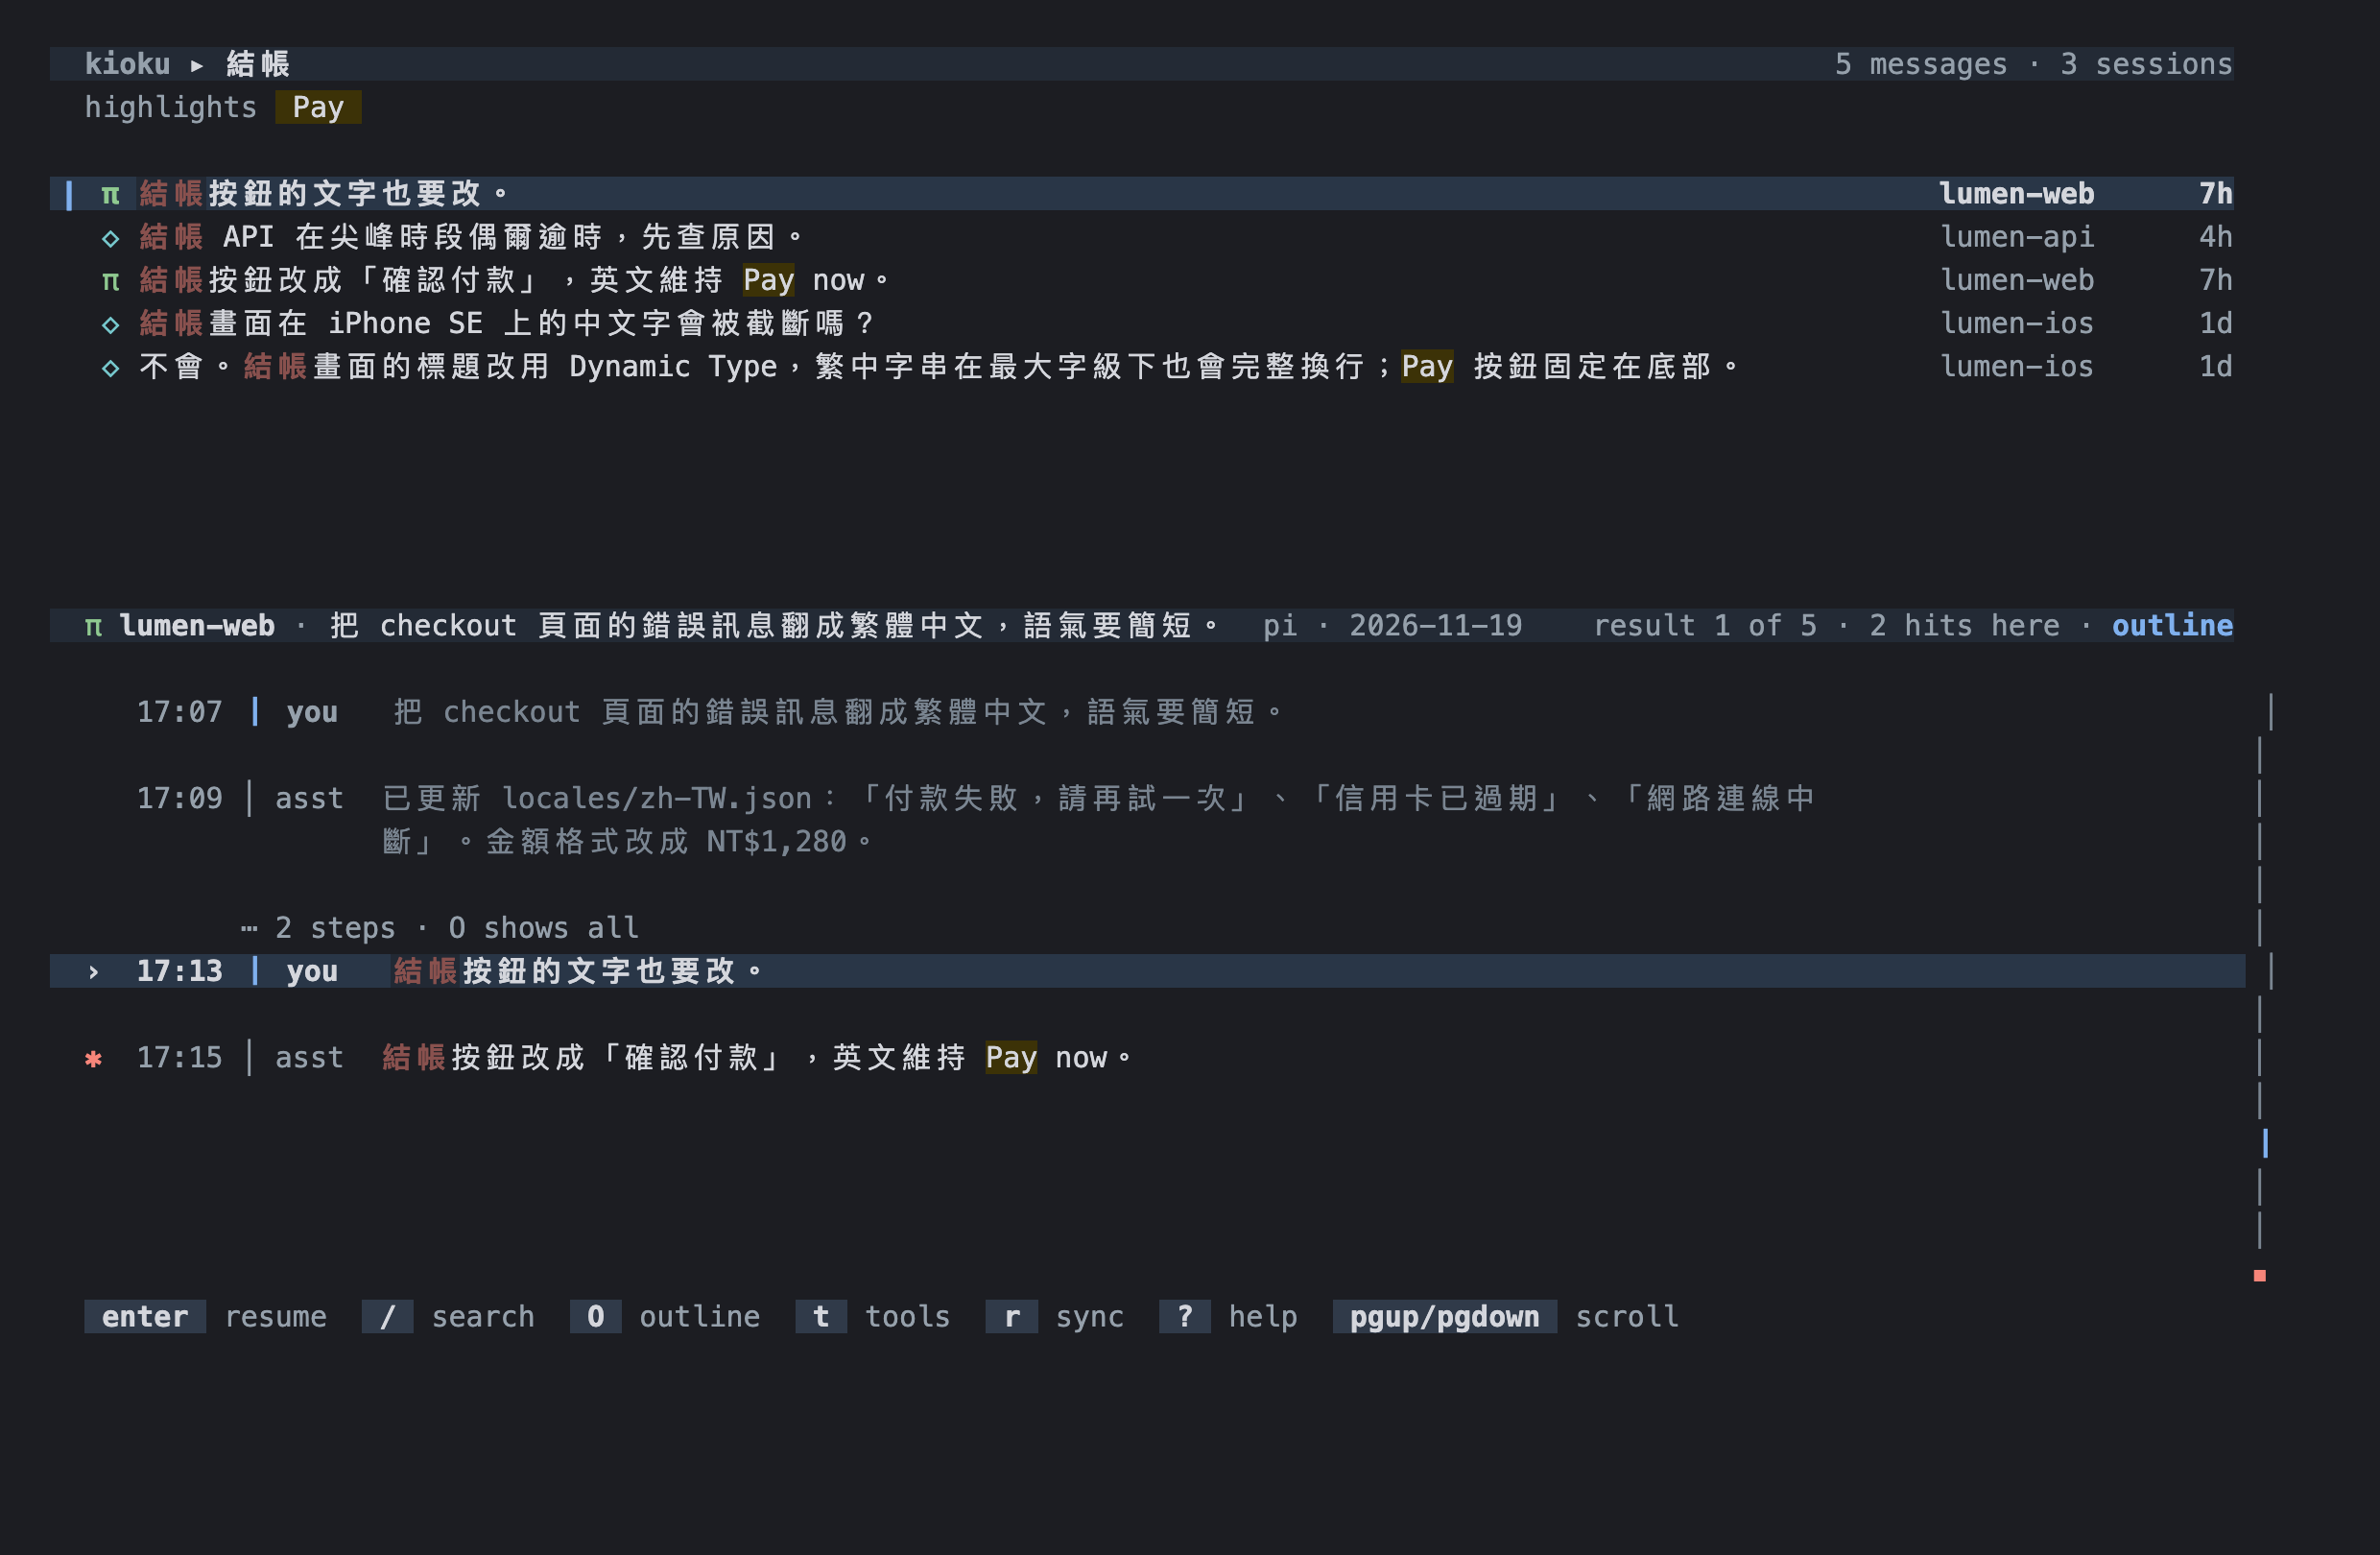 kioku ▸ 結帳 5 messages · 3 sessions
highlights Pay
π 結帳按鈕的文字也要改。 lumen-web 7h
◇ 結帳 API 在尖峰時段偶爾逾時，先查原因。 lumen-api 4h
π 結帳按鈕改成「確認付款」，英文維持 Pay now。 lumen-web 7h
◇ 結帳畫面在 iPhone SE 上的中文字會被截斷嗎？ lumen-ios 1d
◇ 不會。結帳畫面的標題改用 Dynamic Type，繁中字串在最大字級下也會完整換行；Pay 按鈕固定在底部。 lumen-ios 1d
π lumen-web · 把 checkout 頁面的錯誤訊息翻成繁體中文，語氣要簡短。 pi · 2026-11-19 result 1 of 5 · 2 hits here · outline
17:07 you 把 checkout 頁面的錯誤訊息翻成繁體中文，語氣要簡短。
17:09 asst 已更新 locales/zh-TW.json：「付款失敗，請再試一次」、「信用卡已過期」、「網路連線中
斷」。金額格式改成 NT$1,280。
⋯ 2 steps · O shows all
› 17:13 you 結帳按鈕的文字也要改。
✱ 17:15 asst 結帳按鈕改成「確認付款」，英文維持 Pay now。
enter resume / search O outline t tools r sync ? help pgup/pgdown scroll